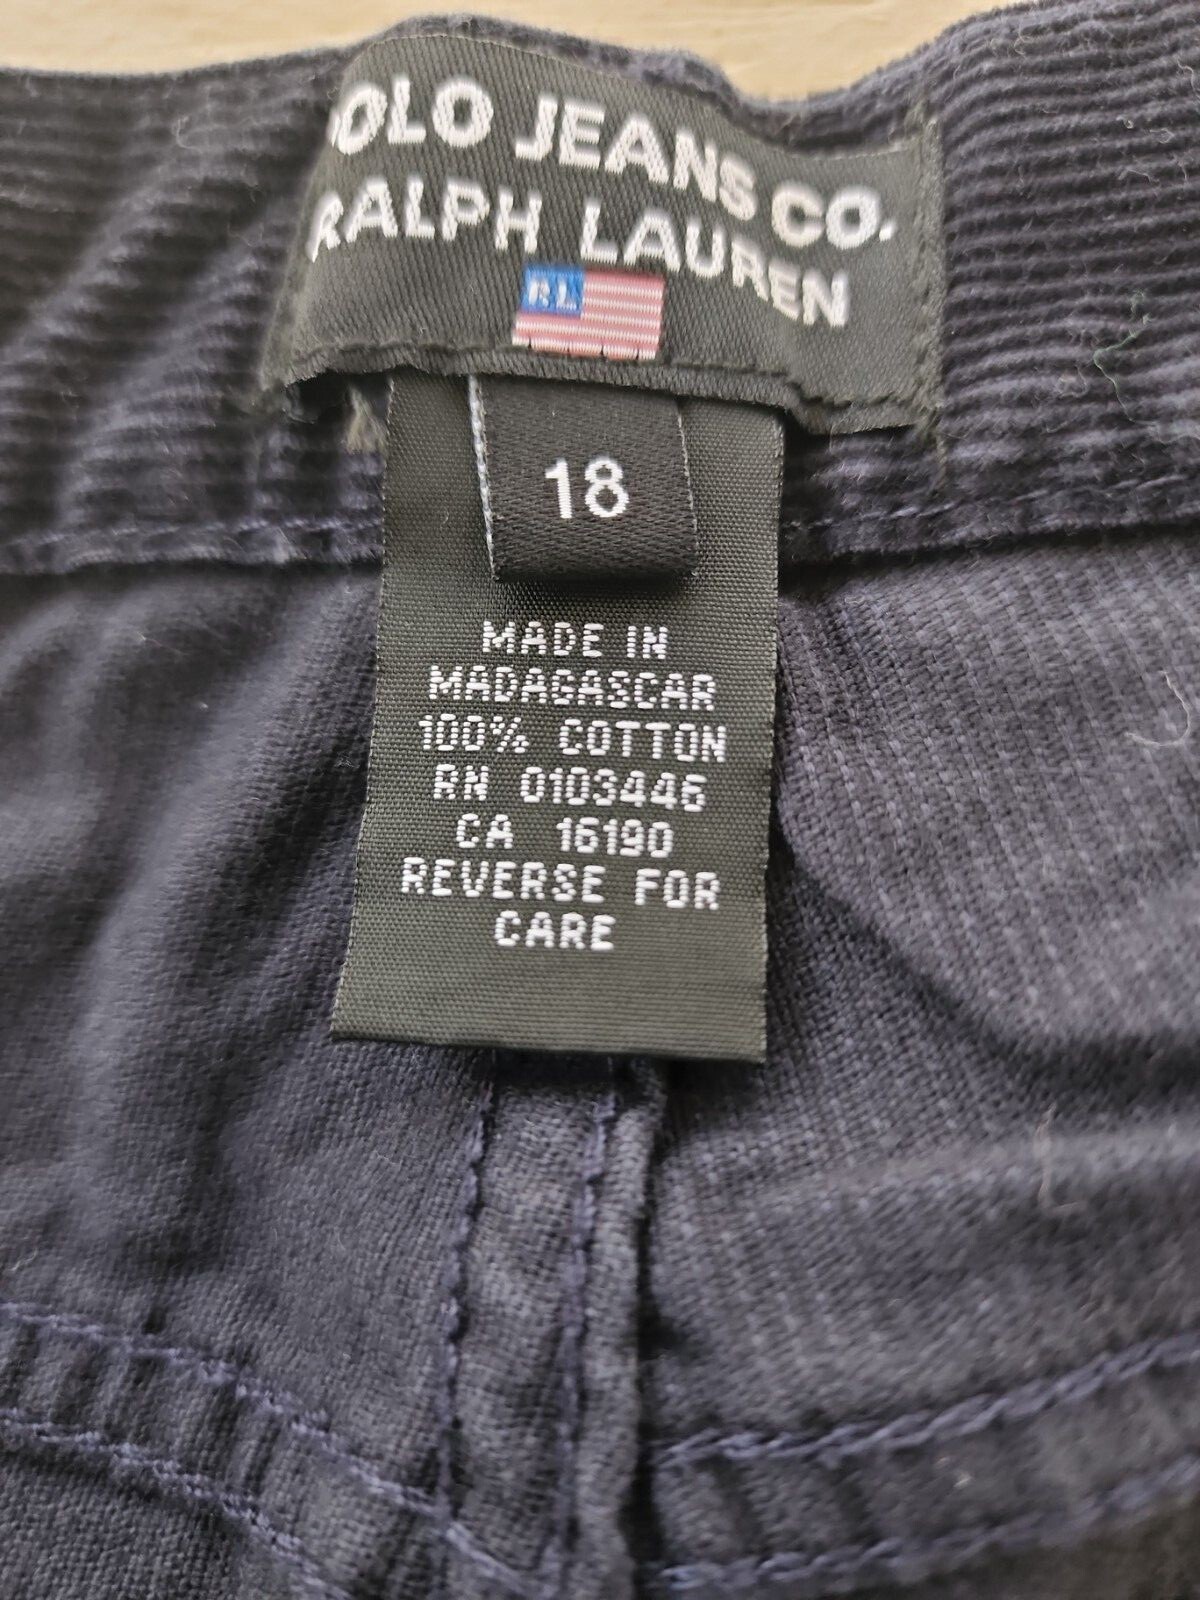 POLO JEANS CO.
RALPH LAUREN
RL
18
MADE IN
MADAGASCAR
100% COTTON
RN 0103446
CA 16190
REVERSE FOR
CARE